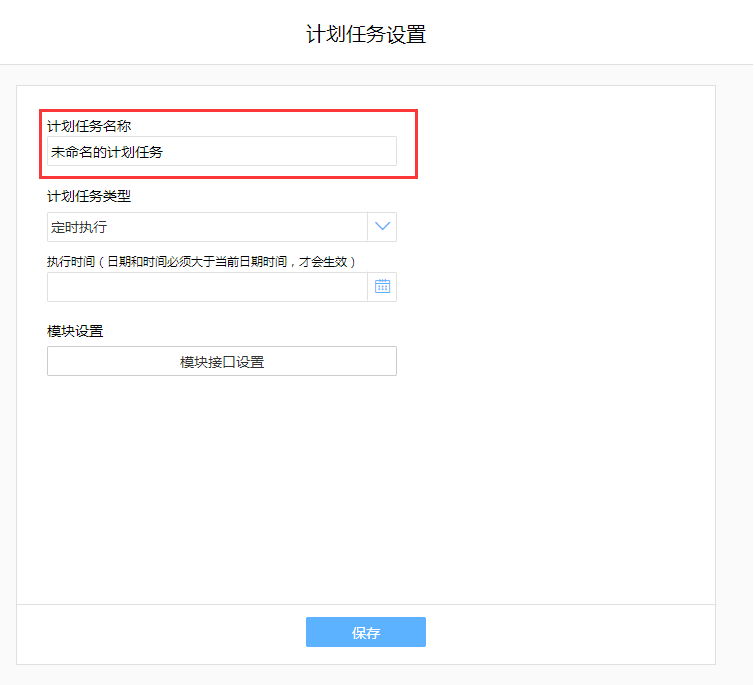 计划任务设置
计划任务名称
未命名的计划任务
计划任务类型
定时执行
执行时间（日期和时间必须大于当前日期时间，才会生效）
模块设置
模块接口设置
保存